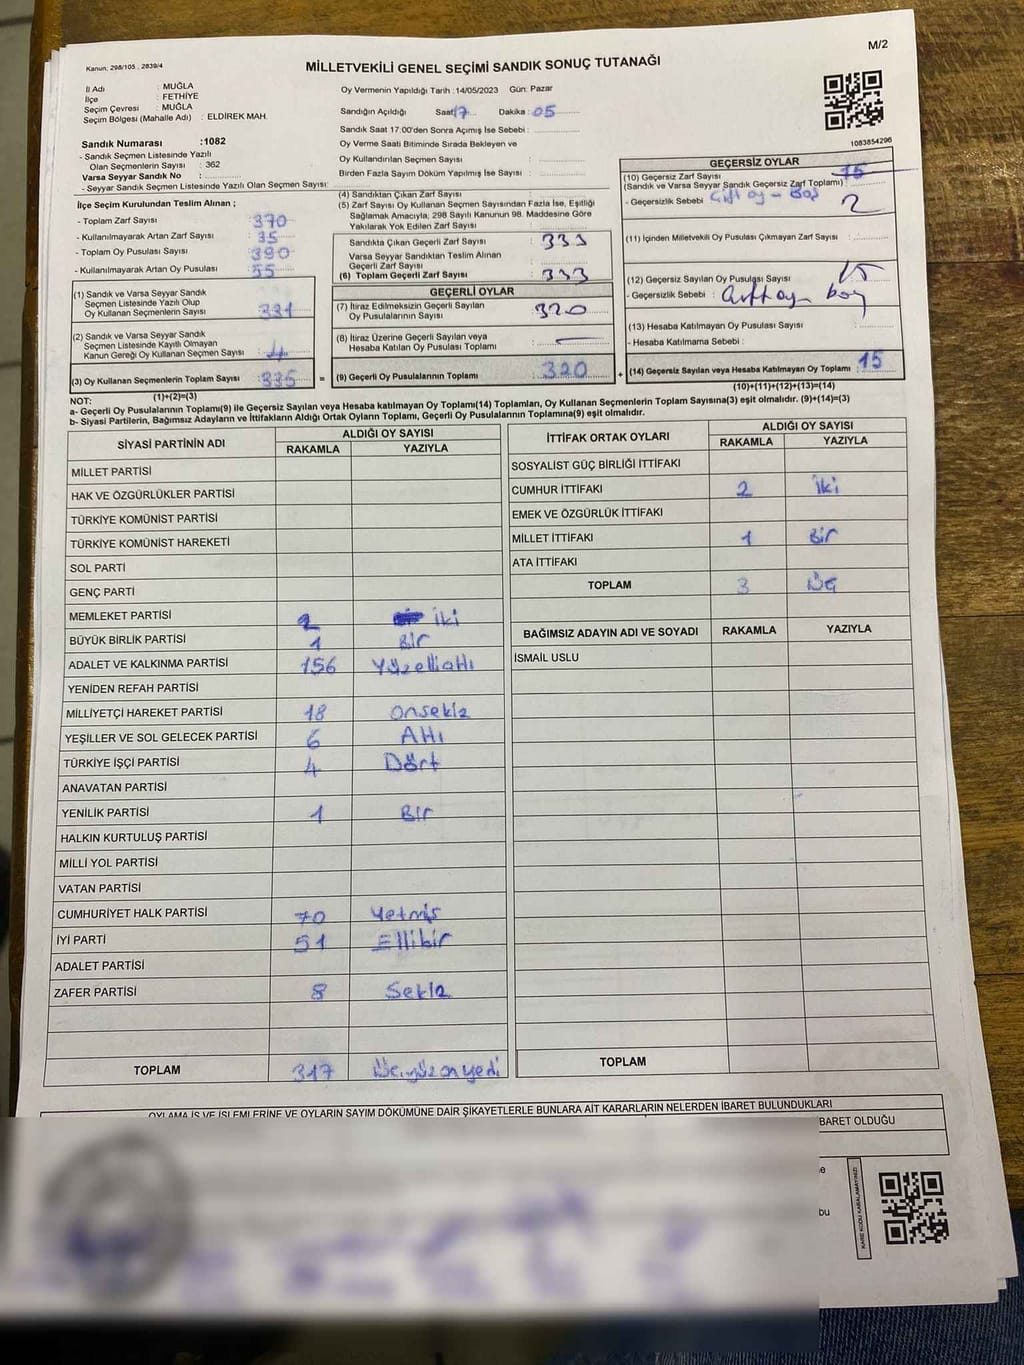 M/2
Kanun; 298/105 , 2839/4
MİLLETVEKİLİ GENEL SEÇİMİ SANDIK SONUÇ TUTANAĞI
İl Adı : MUĞLA
İlçe : FETHİYE
Seçim Çevresi : MUĞLA
Seçim Bölgesi (Mahalle Adı) : ELDİREK MAH.
Oy Vermenin Yapıldığı Tarih :14/05/2023 Gün: Pazar
Sandığın Açıldığı Saat: 17 Dakika : 05
Sandık Saat 17:00'den Sonra Açmış İse Sebebi :
Oy Verme Saati Bitiminde Sırada Bekleyen ve
Oy Kullandırılan Seçmen Sayısı :
Birden Fazla Sayım Döküm Yapılmış İse Sayısı :
1083854296
Sandık Numarası :1082
- Sandık Seçmen Listesinde Yazılı
Olan Seçmenlerin Sayısı : 362
Varsa Seyyar Sandık No :
- Seyyar Sandık Seçmen Listesinde Yazılı Olan Seçmen Sayısı:
İlçe Seçim Kurulundan Teslim Alınan ;
- Toplam Zarf Sayısı : 370
- Kullanılmayarak Artan Zarf Sayısı : 35
- Toplam Oy Pusulası Sayısı : 390
- Kullanılmayarak Artan Oy Pusulası : 55
(1) Sandık ve Varsa Seyyar Sandık
Seçmen Listesinde Yazılı Olup
Oy Kullanan Seçmenlerin Sayısı : 331
(2) Sandık ve Varsa Seyyar Sandık
Seçmen Listesinde Kayıtlı Olmayan
Kanun Gereği Oy Kullanan Seçmen Sayısı : 4
(3) Oy Kullanan Seçmenlerin Toplam Sayısı : 335 =
(1)+(2)=(3)
(4) Sandıktan Çıkan Zarf Sayısı :
(5) Zarf Sayısı Oy Kullanan Seçmen Sayısından Fazla İse, Eşitliği
Sağlamak Amacıyla, 298 Sayılı Kanunun 98. Maddesine Göre
Yakılarak Yok Edilen Zarf Sayısı :
Sandıkta Çıkan Geçerli Zarf Sayısı : 333
Varsa Seyyar Sandıktan Teslim Alınan
Geçerli Zarf Sayısı :
(6) Toplam Geçerli Zarf Sayısı : 333
GEÇERLİ OYLAR
(7) İtiraz Edilmeksizin Geçerli Sayılan
Oy Pusulalarının Sayısı : 320
(8) İtiraz Üzerine Geçerli Sayılan veya
Hesaba Katılan Oy Pusulası Toplamı : —
(9) Geçerli Oy Pusulalarının Toplamı : 320 +
GEÇERSİZ OYLAR
(10) Geçersiz Zarf Sayısı 15
(Sandık ve Varsa Seyyar Sandık Geçersiz Zarf Toplamı) :
- Geçersizlik Sebebi : Çift oy - Boş 2
(11) İçinden Milletvekili Oy Pusulası Çıkmayan Zarf Sayısı :
(12) Geçersiz Sayılan Oy Pusulası Sayısı : 15
- Geçersizlik Sebebi : Çift oy boş
(13) Hesaba Katılmayan Oy Pusulası Sayısı :
- Hesaba Katılmama Sebebi :
(14) Geçersiz Sayılan veya Hesaba Katılmayan Oy Toplamı : 15
(10)+(11)+(12)+(13)=(14)
NOT:
a- Geçerli Oy Pusulalarının Toplamı(9) ile Geçersiz Sayılan veya Hesaba katılmayan Oy Toplamı(14) Toplamları, Oy Kullanan Seçmenlerin Toplam Sayısına(3) eşit olmalıdır. (9)+(14)=(3)
b- Siyasi Partilerin, Bağımsız Adayların ve İttifakların Aldığı Ortak Oyların Toplamı, Geçerli Oy Pusulalarının Toplamına(9) eşit olmalıdır.
SİYASİ PARTİNİN ADI ALDIĞI OY SAYISI
RAKAMLA YAZIYLA
MİLLET PARTİSİ
HAK VE ÖZGÜRLÜKLER PARTİSİ
TÜRKİYE KOMÜNİST PARTİSİ
TÜRKİYE KOMÜNİST HAREKETİ
SOL PARTİ
GENÇ PARTİ
MEMLEKET PARTİSİ 2 iki
BÜYÜK BİRLİK PARTİSİ 1 Bir
ADALET VE KALKINMA PARTİSİ 156 Yüzelliatlı
YENİDEN REFAH PARTİSİ
MİLLİYETÇİ HAREKET PARTİSİ 18 onsekiz
YEŞİLLER VE SOL GELECEK PARTİSİ 6 Altı
TÜRKİYE İŞÇİ PARTİSİ 4 Dört
ANAVATAN PARTİSİ
YENİLİK PARTİSİ 1 Bir
HALKIN KURTULUŞ PARTİSİ
MİLLİ YOL PARTİSİ
VATAN PARTİSİ
CUMHURİYET HALK PARTİSİ 70 Yetmiş
İYİ PARTİ 51 Ellibir
ADALET PARTİSİ
ZAFER PARTİSİ 8 Sekiz
TOPLAM 317 Üçyüzonyedi
İTTİFAK ORTAK OYLARI ALDIĞI OY SAYISI
RAKAMLA YAZIYLA
SOSYALİST GÜÇ BİRLİĞİ İTTİFAKI
CUMHUR İTTİFAKI 2 iki
EMEK VE ÖZGÜRLÜK İTTİFAKI
MİLLET İTTİFAKI 1 Bir
ATA İTTİFAKI
TOPLAM 3 Üç
BAĞIMSIZ ADAYIN ADI VE SOYADI RAKAMLA YAZIYLA
İSMAİL USLU
TOPLAM
OYLAMA İŞ VE İŞLEMLERİNE VE OYLARIN SAYIM DÖKÜMÜNE DAİR ŞİKAYETLERLE BUNLARA AİT KARARLARIN NELERDEN İBARET BULUNDUKLARI
BARET OLDUĞU
KARE KODU KARALAMAYINIZ!